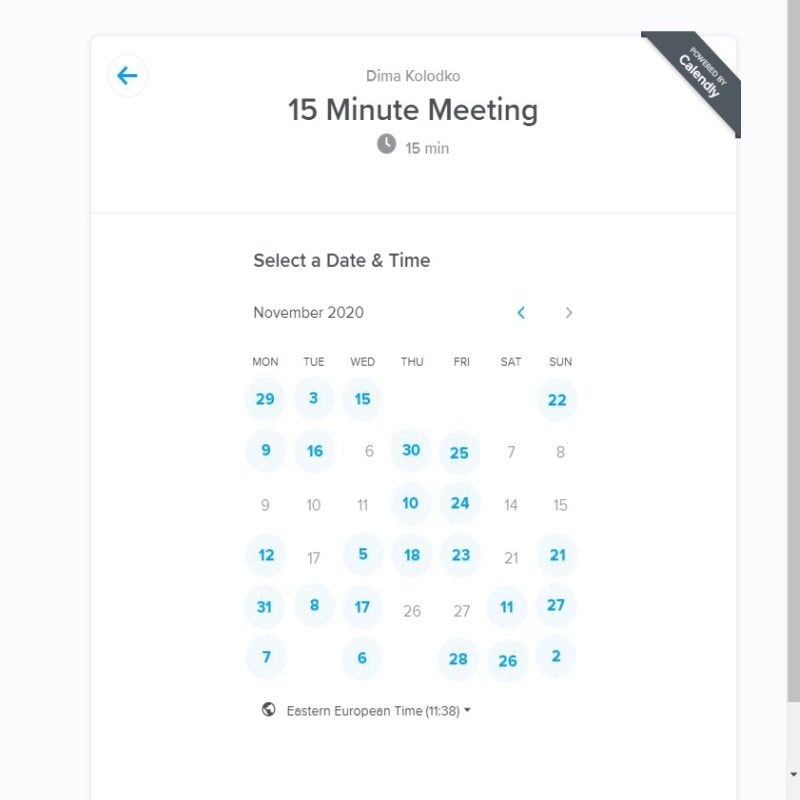 POWERED BY
Calendly
Dima Kolodko
15 Minute Meeting
15 min
Select a Date & Time
November 2020
MON TUE WED THU FRI SAT SUN
29 3 15 22
9 16 6 30 25 7 8
9 10 11 10 24 14 15
12 17 5 18 23 21 21
31 8 17 26 27 11 27
7 6 28 26 2
Eastern European Time (11:38)